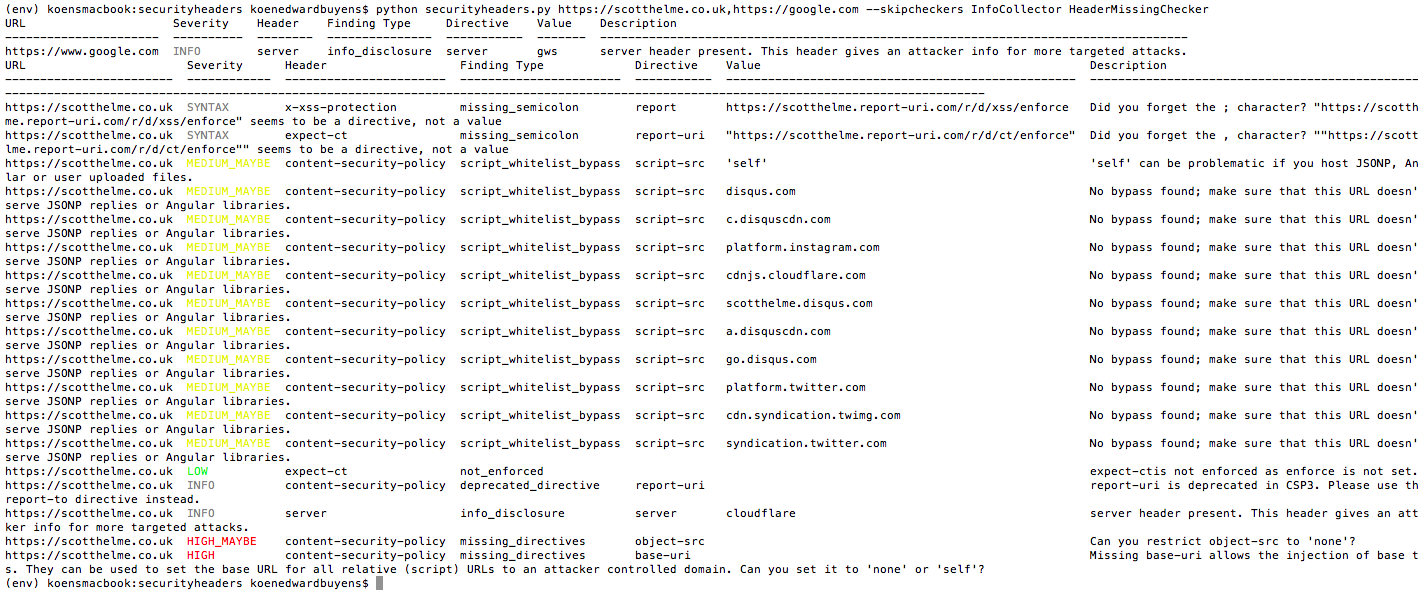 (env) koensmacbook:securityheaders koenedwardbuyens$ python securityheaders.py https://scotthelme.co.uk,https://google.com --skipcheckers InfoCollector HeaderMissingChecker
URL                     Severity    Header    Finding Type     Directive    Value    Description
----------------------  ----------  --------  ---------------  -----------  -------  ------------------------------------------------------------------------------------
https://www.google.com  INFO        server    info_disclosure  server       gws      server header present. This header gives an attacker info for more targeted attacks.
URL                       Severity      Header                   Finding Type              Directive    Value                                               Description
------------------------  ------------  -----------------------  -----------------------  -----------  --------------------------------------------------  -----------------------------------------------
--------------------------------------------------------------------------------------------------------------------------------------------
https://scotthelme.co.uk  SYNTAX        x-xss-protection         missing_semicolon        report       https://scotthelme.report-uri.com/r/d/xss/enforce   Did you forget the ; character? "https://scotth
me.report-uri.com/r/d/xss/enforce" seems to be a directive, not a value
https://scotthelme.co.uk  SYNTAX        expect-ct                missing_semicolon        report-uri   "https://scotthelme.report-uri.com/r/d/ct/enforce"  Did you forget the , character? ""https://scott
lme.report-uri.com/r/d/ct/enforce"" seems to be a directive, not a value
https://scotthelme.co.uk  MEDIUM_MAYBE  content-security-policy  script_whitelist_bypass  script-src   'self'                                              'self' can be problematic if you host JSONP, An
lar or user uploaded files.
https://scotthelme.co.uk  MEDIUM_MAYBE  content-security-policy  script_whitelist_bypass  script-src   disqus.com                                          No bypass found; make sure that this URL doesn'
serve JSONP replies or Angular libraries.
https://scotthelme.co.uk  MEDIUM_MAYBE  content-security-policy  script_whitelist_bypass  script-src   c.disquscdn.com                                     No bypass found; make sure that this URL doesn'
serve JSONP replies or Angular libraries.
https://scotthelme.co.uk  MEDIUM_MAYBE  content-security-policy  script_whitelist_bypass  script-src   platform.instagram.com                              No bypass found; make sure that this URL doesn'
serve JSONP replies or Angular libraries.
https://scotthelme.co.uk  MEDIUM_MAYBE  content-security-policy  script_whitelist_bypass  script-src   cdnjs.cloudflare.com                                No bypass found; make sure that this URL doesn'
serve JSONP replies or Angular libraries.
https://scotthelme.co.uk  MEDIUM_MAYBE  content-security-policy  script_whitelist_bypass  script-src   scotthelme.disqus.com                               No bypass found; make sure that this URL doesn'
serve JSONP replies or Angular libraries.
https://scotthelme.co.uk  MEDIUM_MAYBE  content-security-policy  script_whitelist_bypass  script-src   a.disquscdn.com                                     No bypass found; make sure that this URL doesn'
serve JSONP replies or Angular libraries.
https://scotthelme.co.uk  MEDIUM_MAYBE  content-security-policy  script_whitelist_bypass  script-src   go.disqus.com                                       No bypass found; make sure that this URL doesn'
serve JSONP replies or Angular libraries.
https://scotthelme.co.uk  MEDIUM_MAYBE  content-security-policy  script_whitelist_bypass  script-src   platform.twitter.com                                No bypass found; make sure that this URL doesn'
serve JSONP replies or Angular libraries.
https://scotthelme.co.uk  MEDIUM_MAYBE  content-security-policy  script_whitelist_bypass  script-src   cdn.syndication.twimg.com                           No bypass found; make sure that this URL doesn'
serve JSONP replies or Angular libraries.
https://scotthelme.co.uk  MEDIUM_MAYBE  content-security-policy  script_whitelist_bypass  script-src   syndication.twitter.com                             No bypass found; make sure that this URL doesn'
serve JSONP replies or Angular libraries.
https://scotthelme.co.uk  LOW           expect-ct                not_enforced                                                                              expect-ctis not enforced as enforce is not set.
https://scotthelme.co.uk  INFO          content-security-policy  deprecated_directive     report-uri                                                       report-uri is deprecated in CSP3. Please use th
report-to directive instead.
https://scotthelme.co.uk  INFO          server                   info_disclosure          server       cloudflare                                          server header present. This header gives an att
ker info for more targeted attacks.
https://scotthelme.co.uk  HIGH_MAYBE    content-security-policy  missing_directives       object-src                                                       Can you restrict object-src to 'none'?
https://scotthelme.co.uk  HIGH          content-security-policy  missing_directives       base-uri                                                         Missing base-uri allows the injection of base t
s. They can be used to set the base URL for all relative (script) URLs to an attacker controlled domain. Can you set it to 'none' or 'self'?
(env) koensmacbook:securityheaders koenedwardbuyens$